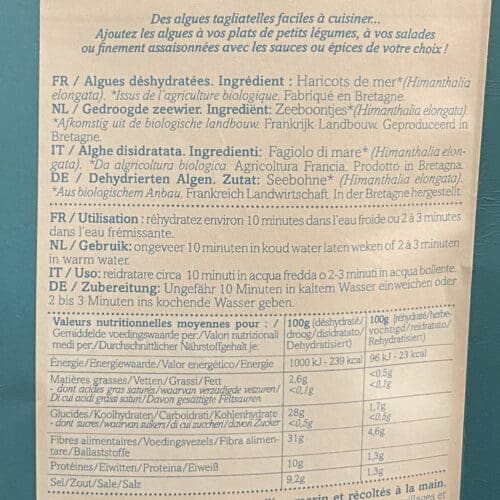 Des algues tagliatelles faciles à cuisiner...
Ajoutez les algues à vos plats de petits légumes, à vos salades
ou finement assaisonnées avec les sauces ou épices de votre choix !
FR / Algues déshydratées. Ingrédient : Haricots de mer*(Himanthalia
elongata). *Issus de l'agriculture biologique. Fabriqué en Bretagne.
NL / Gedroogde zeewier. Ingrediënt: Zeeboontjes*(Himanthalia elongata).
*Afkomstig uit de biologische landbouw. Frankrijk Landbouw. Geproduceerd in
Bretagne.
IT / Alghe disidratata. Ingredienti: Fagiolo di mare* (Himanthalia elon-
gata). *Da agricoltura biologica. Agricoltura Francia. Prodotto in Bretagna.
DE / Dehydrierten Algen. Zutat: Seebohne* (Himanthalia elongata).
*Aus biologischem Anbau. Frankreich Landwirtschaft. In der Bretagne hergestellt.
FR / Utilisation : réhydratez environ 10 minutes dans l'eau froide ou 2 à 3 minutes
dans l'eau frémissante.
NL / Gebruik: ongeveer 10 minuten in koud water laten weken of 2 à 3 minuten
in warm water.
IT / Uso: reidratare circa 10 minuti in acqua fredda o 2-3 minuti in acqua bollente.
DE / Zubereitung: Ungefähr 10 Minuten in kaltem Wasser einweichen oder
2 bis 3 Minuten ins kochende Wasser geben.
Valeurs nutritionnelles moyennes pour : / 100g (déshydraté/ 100g (réhydraté/herbe-
Gemiddelde voedingswaarde per:/Valori nutrizionali droog/disidratato/ vochtigd/reidratato/
medi per:/Durchschnittlicher Nährstoffgehalt je: Dehydratisiert) Rehydratisiert)
Énergie/Energiewaarde/Valore energético/Energie 1000 kJ - 239 kcal 96 kJ - 23 kcal
Matières grasses/Vetten/Grassi/Fett 2,6g <0,5g
- dont acides gras saturés/waarvan verzadigde vetzuren/ <0,1g <0,1g
Di cui acidi grassi saturi/Davon gesättigte Fettsäuren
Glucides/Koolhydraten/Carboidrati/Kohlenhydrate 28g 1,7g
- dont sucres/waarvan suikers/di cui zuccheri/davon Zucker <0,5g <0,5g
Fibres alimentaires/Voedingsvezels/Fibra alimen- 31g 4,6g
tare/Ballaststoffe
Protéines/Eiwitten/Proteina/Eiweiß 10g 1,3g
Sel/Zout/Sale/Salz 9,2g 1,3g
marin et récoltés à la main.